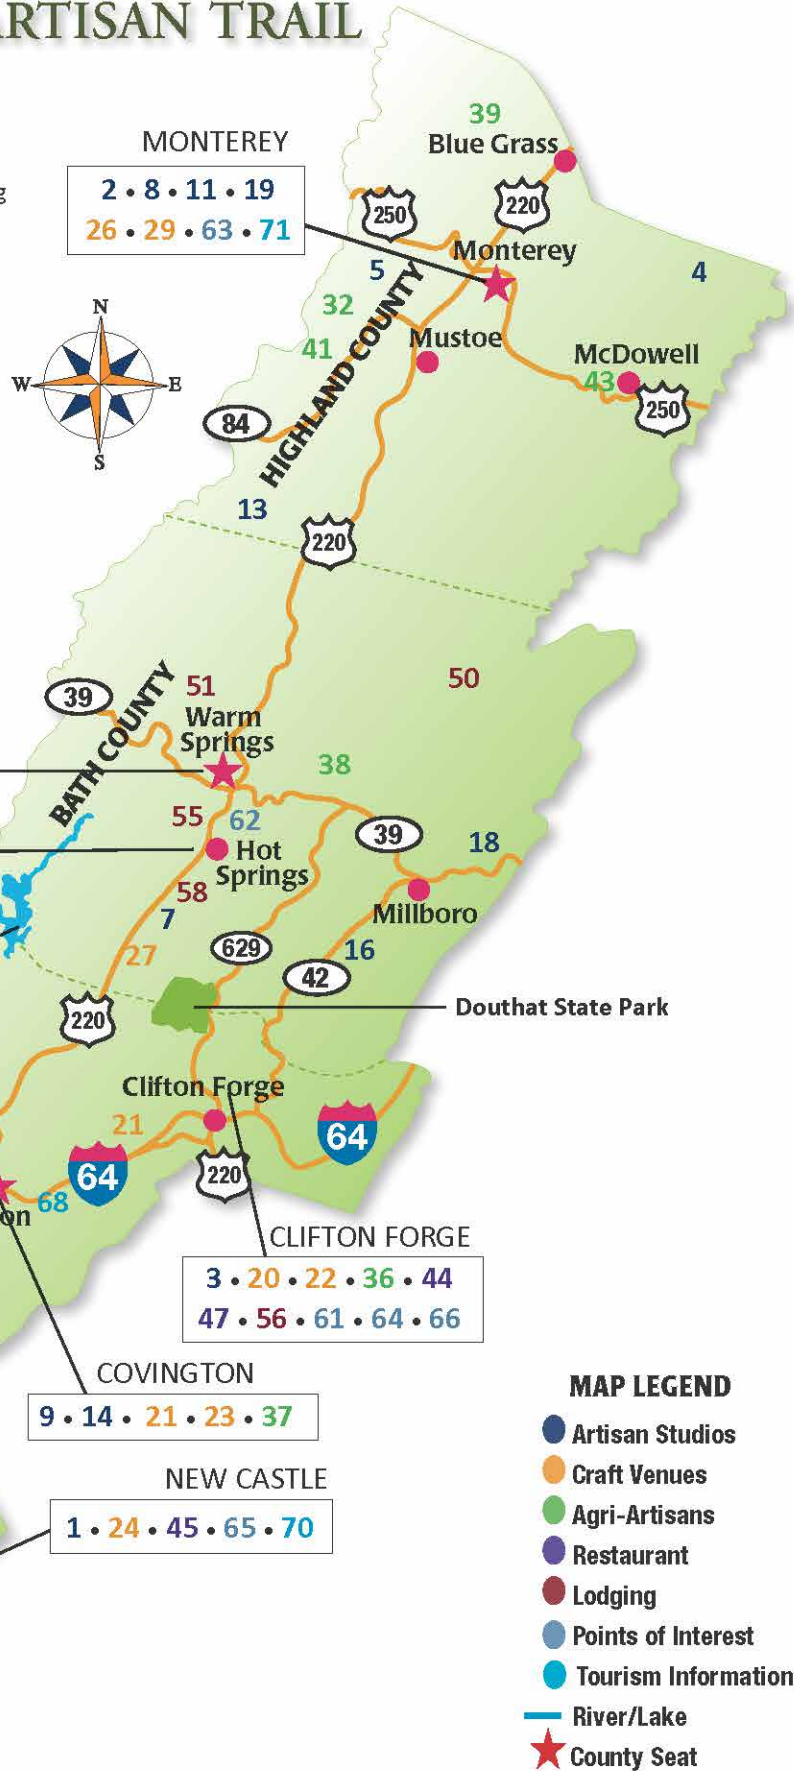 ARTISAN TRAIL
39
Blue Grass
MONTEREY
2 • 8 • 11 • 19
26 • 29 • 63 • 71
g
250
220
Monterey
5
4
32
HIGHLAND COUNTY
N
W
E
S
41
Mustoe
McDowell
43
250
84
13
220
51
50
39
Warm
Springs
BATH COUNTY
38
55
62
39
18
Hot
Springs
58
Millboro
7
27
629
16
42
220
Douthat State Park
Clifton Forge
21
64
64
220
68
on
CLIFTON FORGE
3 • 20 • 22 • 36 • 44
47 • 56 • 61 • 64 • 66
COVINGTON
9 • 14 • 21 • 23 • 37
NEW CASTLE
1 • 24 • 45 • 65 • 70
MAP LEGEND
Artisan Studios
Craft Venues
Agri-Artisans
Restaurant
Lodging
Points of Interest
Tourism Information
River/Lake
County Seat